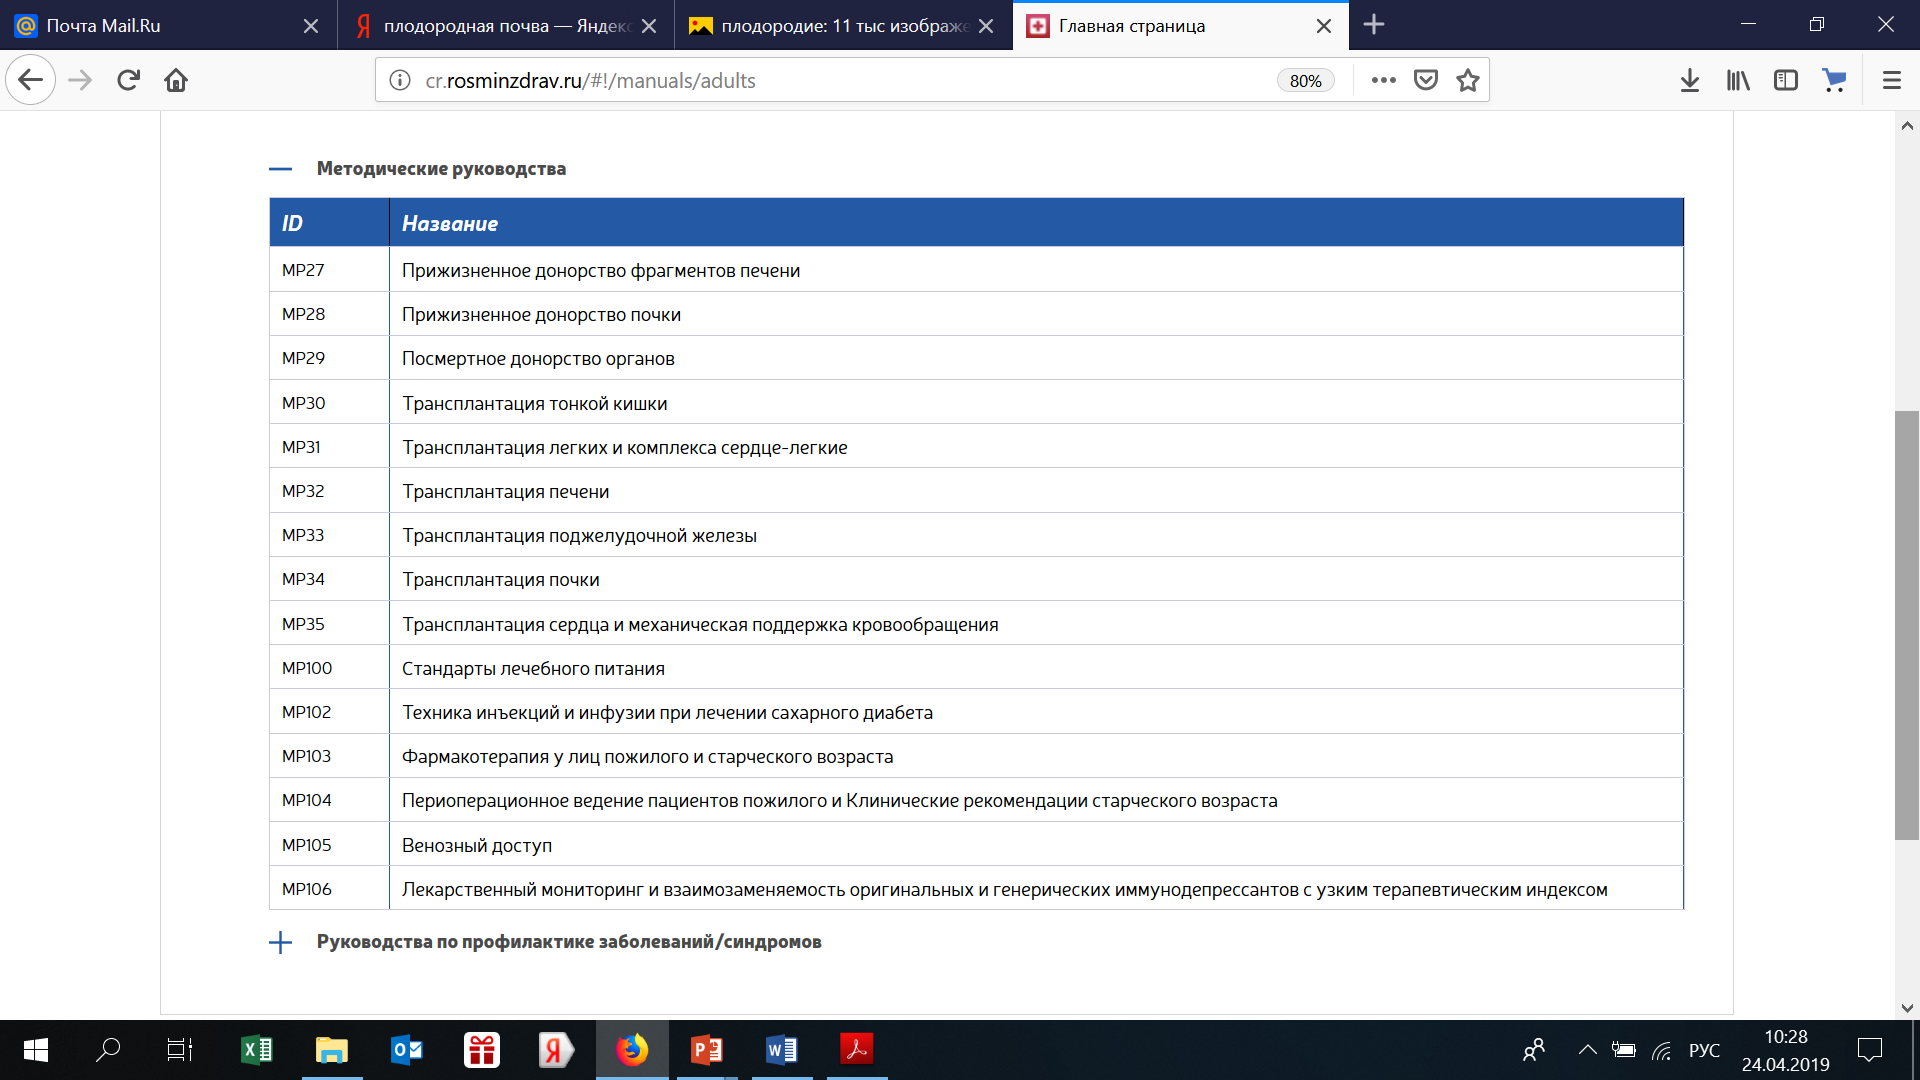 Почта Mail.Ru
плодородная почва — Яндекс
плодородие: 11 тыс изображе
Главная страница
cr.rosminzdrav.ru/#!/manuals/adults
80%
Методические руководства
ID Название
МР27 Прижизненное донорство фрагментов печени
МР28 Прижизненное донорство почки
МР29 Посмертное донорство органов
МР30 Трансплантация тонкой кишки
МР31 Трансплантация легких и комплекса сердце-легкие
МР32 Трансплантация печени
МР33 Трансплантация поджелудочной железы
МР34 Трансплантация почки
МР35 Трансплантация сердца и механическая поддержка кровообращения
МР100 Стандарты лечебного питания
МР102 Техника инъекций и инфузии при лечении сахарного диабета
МР103 Фармакотерапия у лиц пожилого и старческого возраста
МР104 Периоперационное ведение пациентов пожилого и Клинические рекомендации старческого возраста
МР105 Венозный доступ
МР106 Лекарственный мониторинг и взаимозаменяемость оригинальных и генерических иммунодепрессантов с узким терапевтическим индексом
Руководства по профилактике заболеваний/синдромов
РУС
10:28
24.04.2019